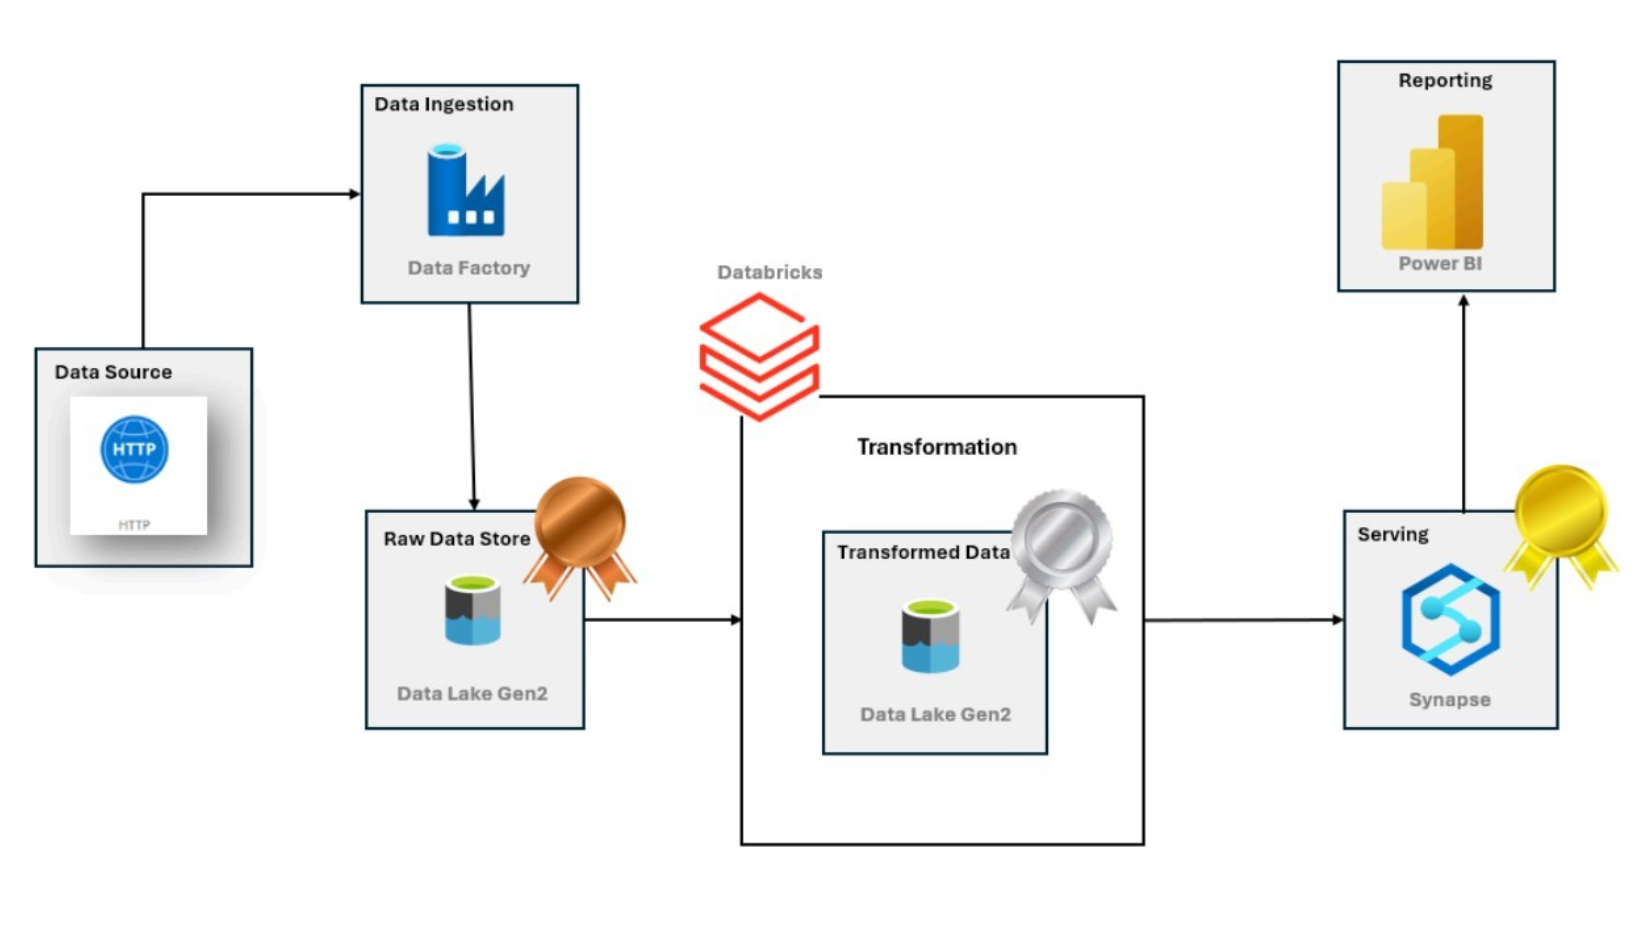 Data Source
HTTP
HTTP
Data Ingestion
Data Factory
Raw Data Store
Data Lake Gen2
Databricks
Transformation
Transformed Data
Data Lake Gen2
Serving
Synapse
Reporting
Power BI